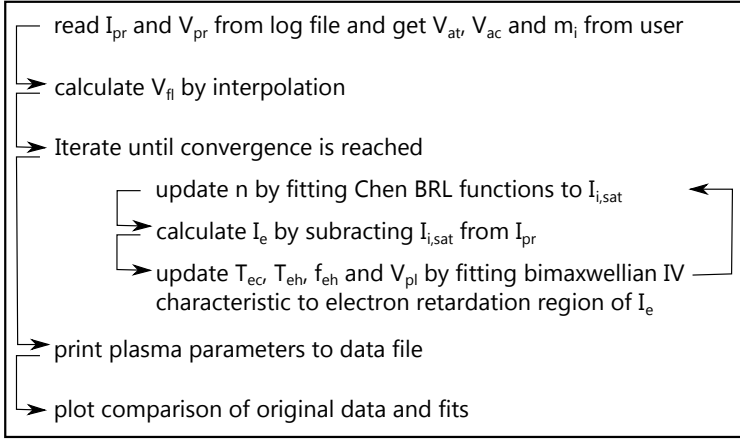 read I_pr and V_pr from log file and get V_at, V_ac and m_i from user
calculate V_fl by interpolation
Iterate until convergence is reached
update n by fitting Chen BRL functions to I_i,sat
calculate I_e by subracting I_i,sat from I_pr
update T_ec, T_eh, f_eh and V_pl by fitting bimaxwellian IV
characteristic to electron retardation region of I_e
print plasma parameters to data file
plot comparison of original data and fits